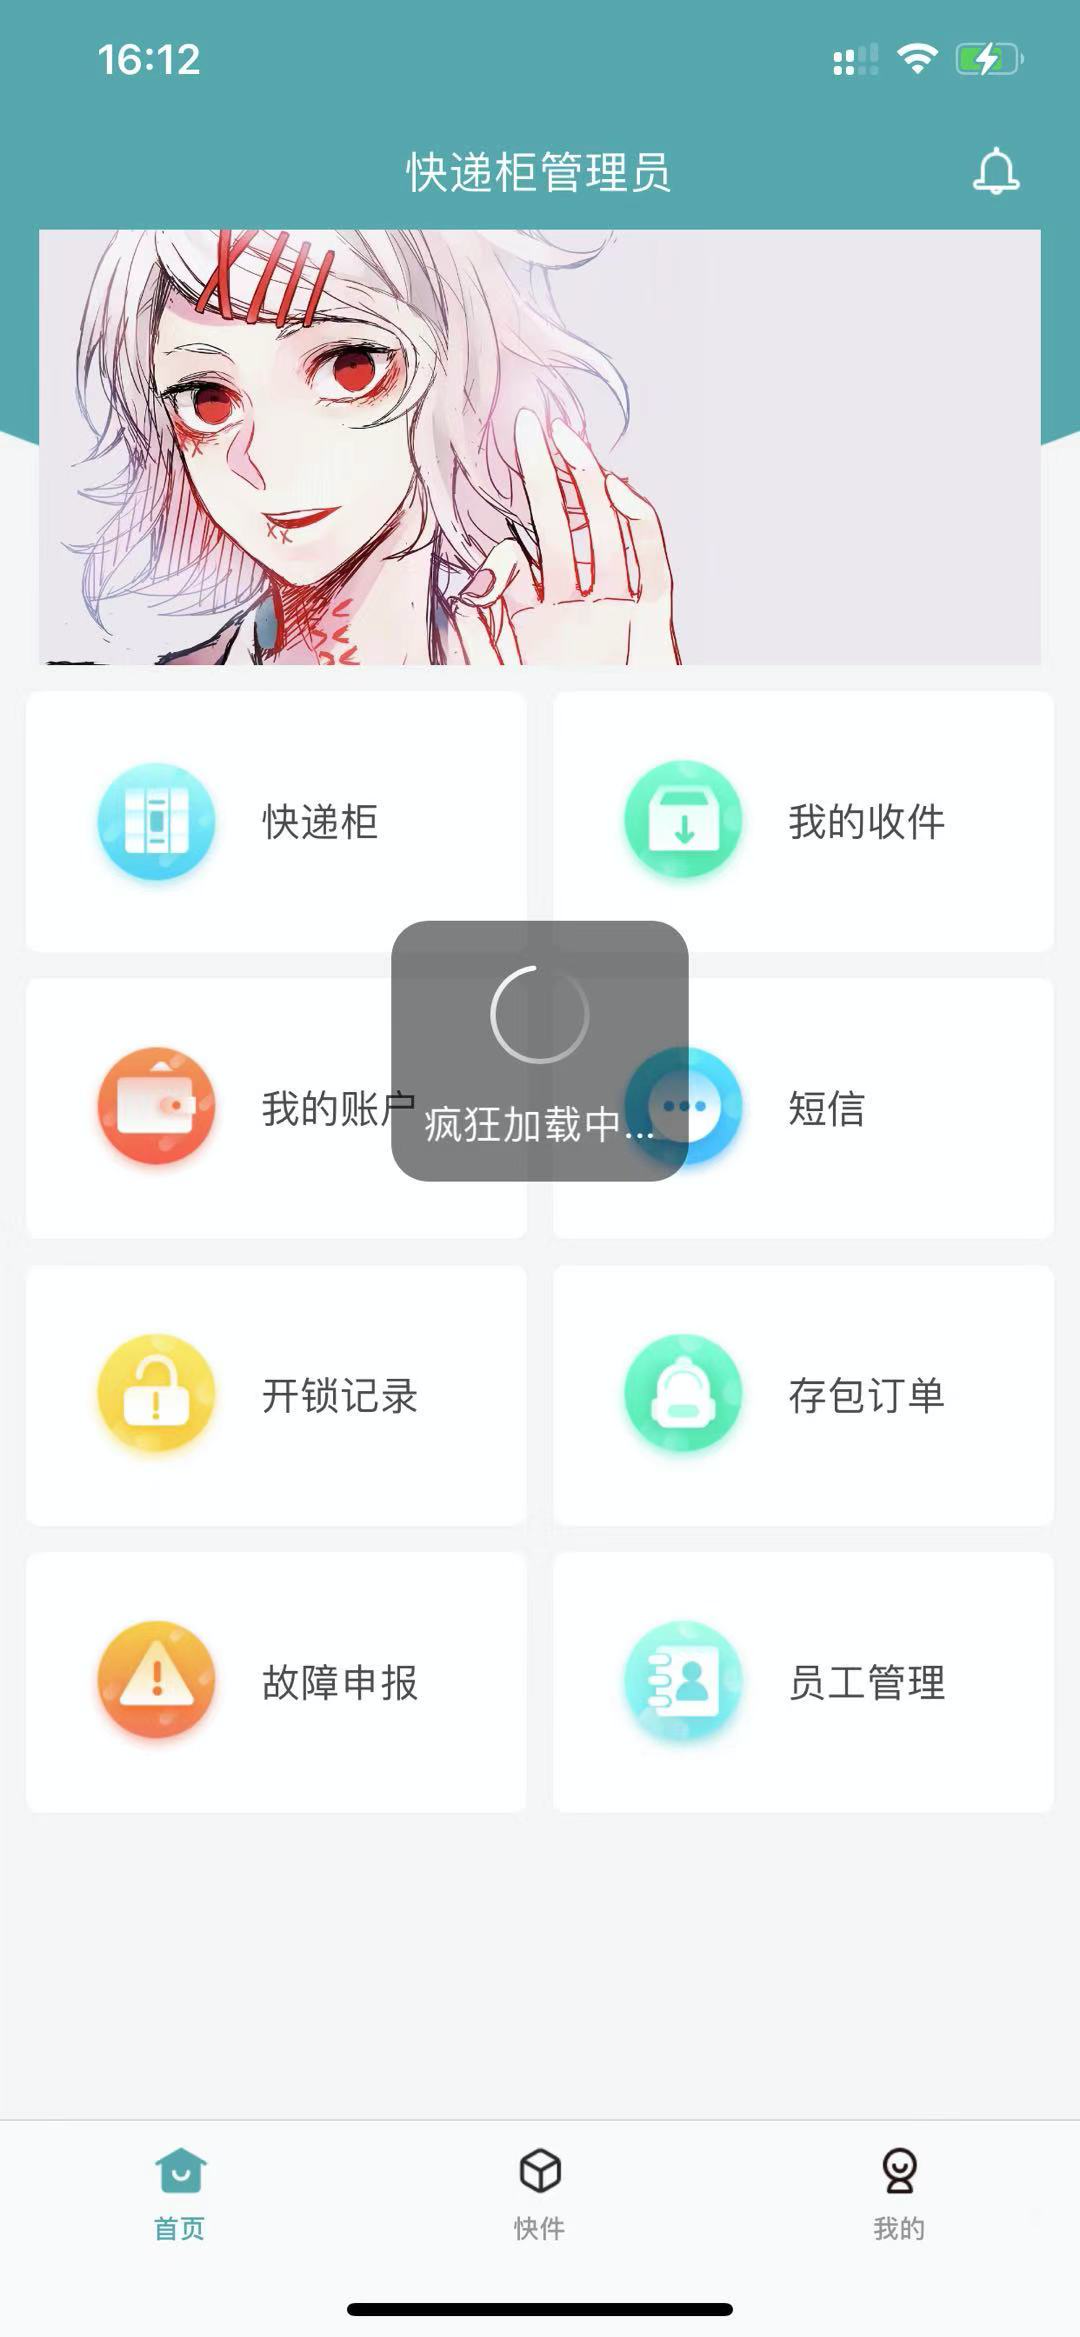 16:12
快递柜管理员
快递柜
我的收件
我的账户
短信
疯狂加载中...
开锁记录
存包订单
故障申报
员工管理
首页
快件
我的